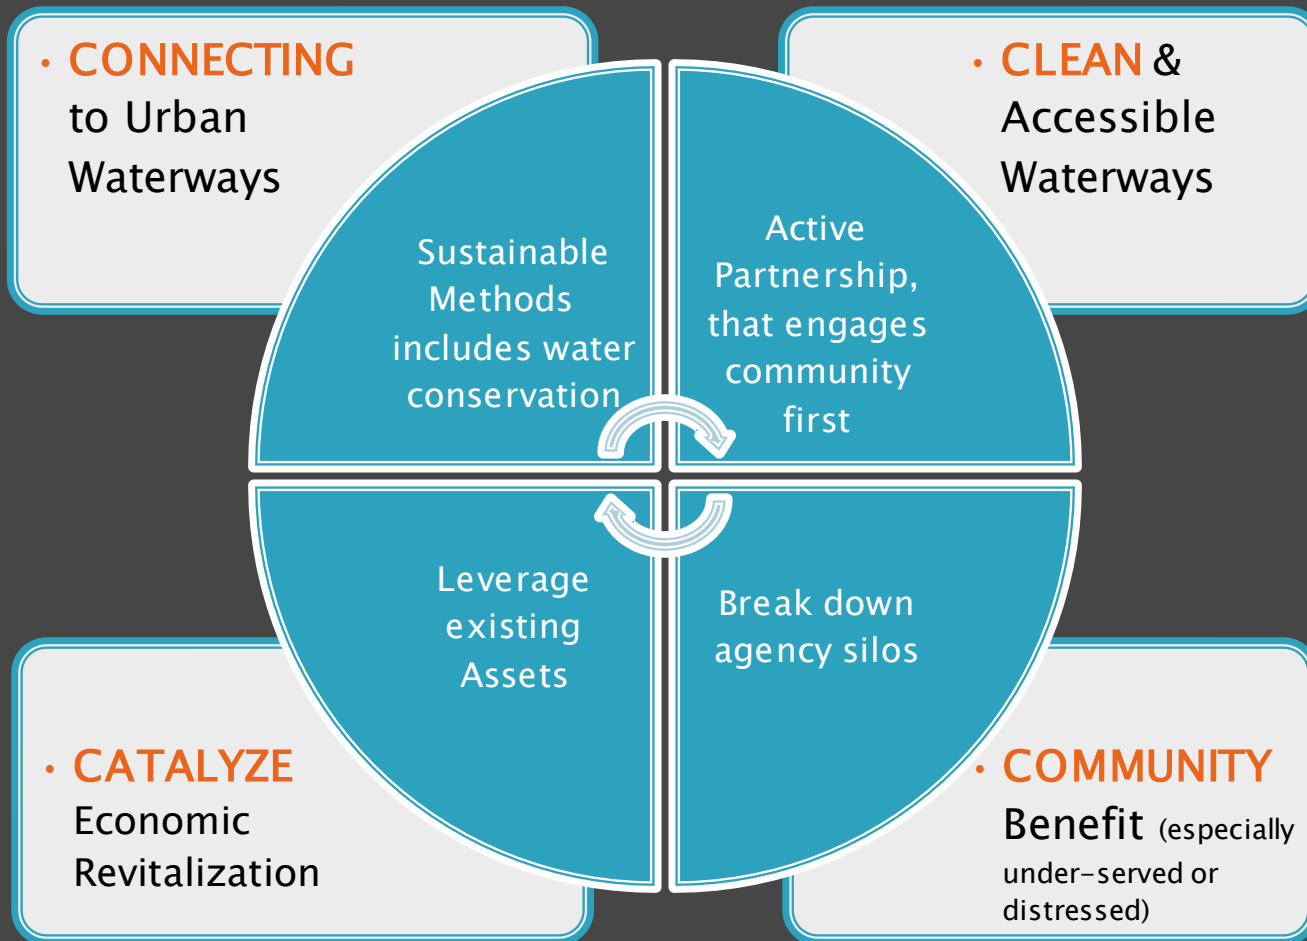 • CONNECTING
to Urban
Waterways
• CLEAN &
Accessible
Waterways
Sustainable
Methods
includes water
conservation
Active
Partnership,
that engages
community
first
Leverage
existing
Assets
Break down
agency silos
• CATALYZE
Economic
Revitalization
• COMMUNITY
Benefit (especially
under-served or
distressed)